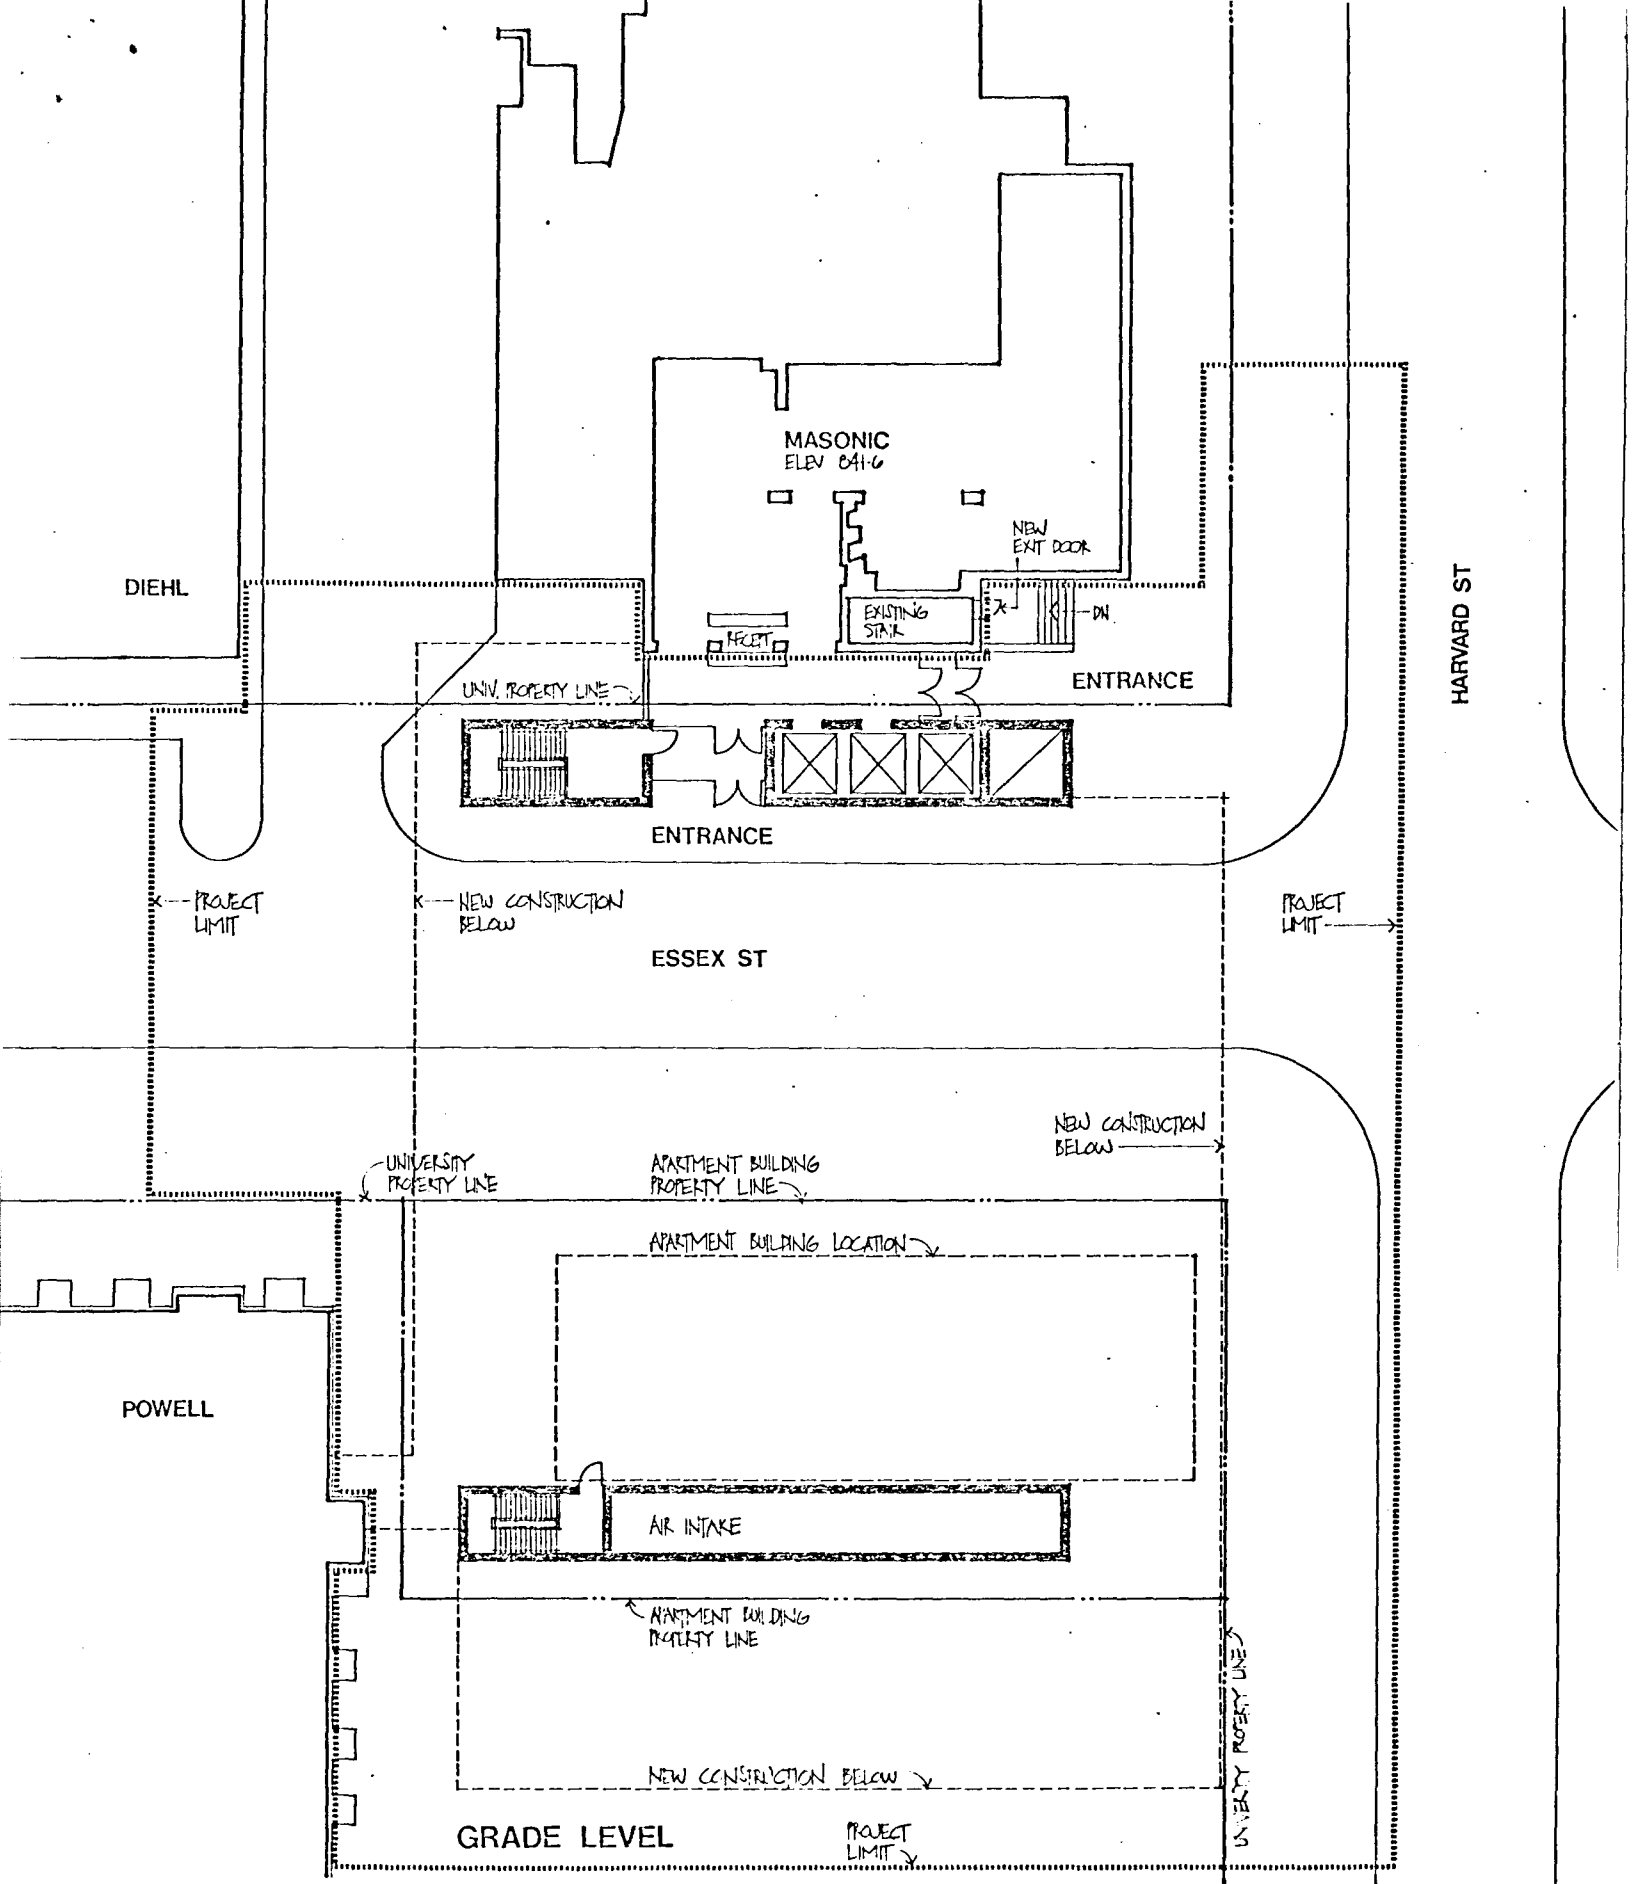 MASONIC
ELEV 841.6
NEW
EXIT DOOR
DIEHL
EXISTING
STAIR
DN
RECEPT
HARVARD ST
UNIV. PROPERTY LINE
ENTRANCE
ENTRANCE
PROJECT
LIMIT
NEW CONSTRUCTION
BELOW
PROJECT
LIMIT
ESSEX ST
NEW CONSTRUCTION
BELOW
UNIVERSITY
PROPERTY LINE
APARTMENT BUILDING
PROPERTY LINE
APARTMENT BUILDING LOCATION
POWELL
AIR INTAKE
APARTMENT BUILDING
PROPERTY LINE
UNIVERSITY PROPERTY LINE
NEW CONSTRUCTION BELOW
GRADE LEVEL
PROJECT
LIMIT